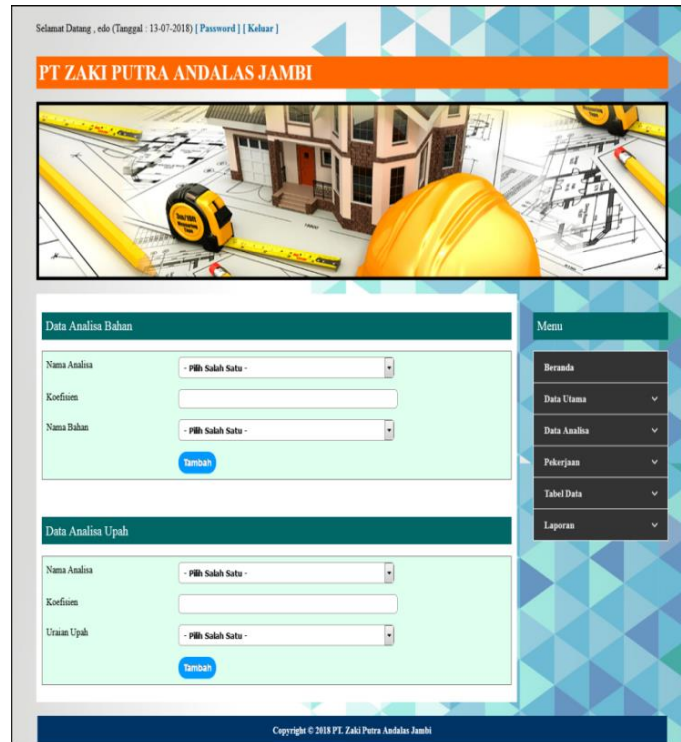 Selamat Datang , edo (Tanggal : 13-07-2018) [ Password ] [ Keluar ]
PT ZAKI PUTRA ANDALAS JAMBI
Data Analisa Bahan
Nama Analisa
- Pilih Salah Satu -
Koefisien
Nama Bahan
- Pilih Salah Satu -
Tambah
Data Analisa Upah
Nama Analisa
- Pilih Salah Satu -
Koefisien
Uraian Upah
- Pilih Salah Satu -
Tambah
Menu
Beranda
Data Utama
Data Analisa
Pekerjaan
Tabel Data
Laporan
Copyright © 2018 PT. Zaki Putra Andalas Jambi